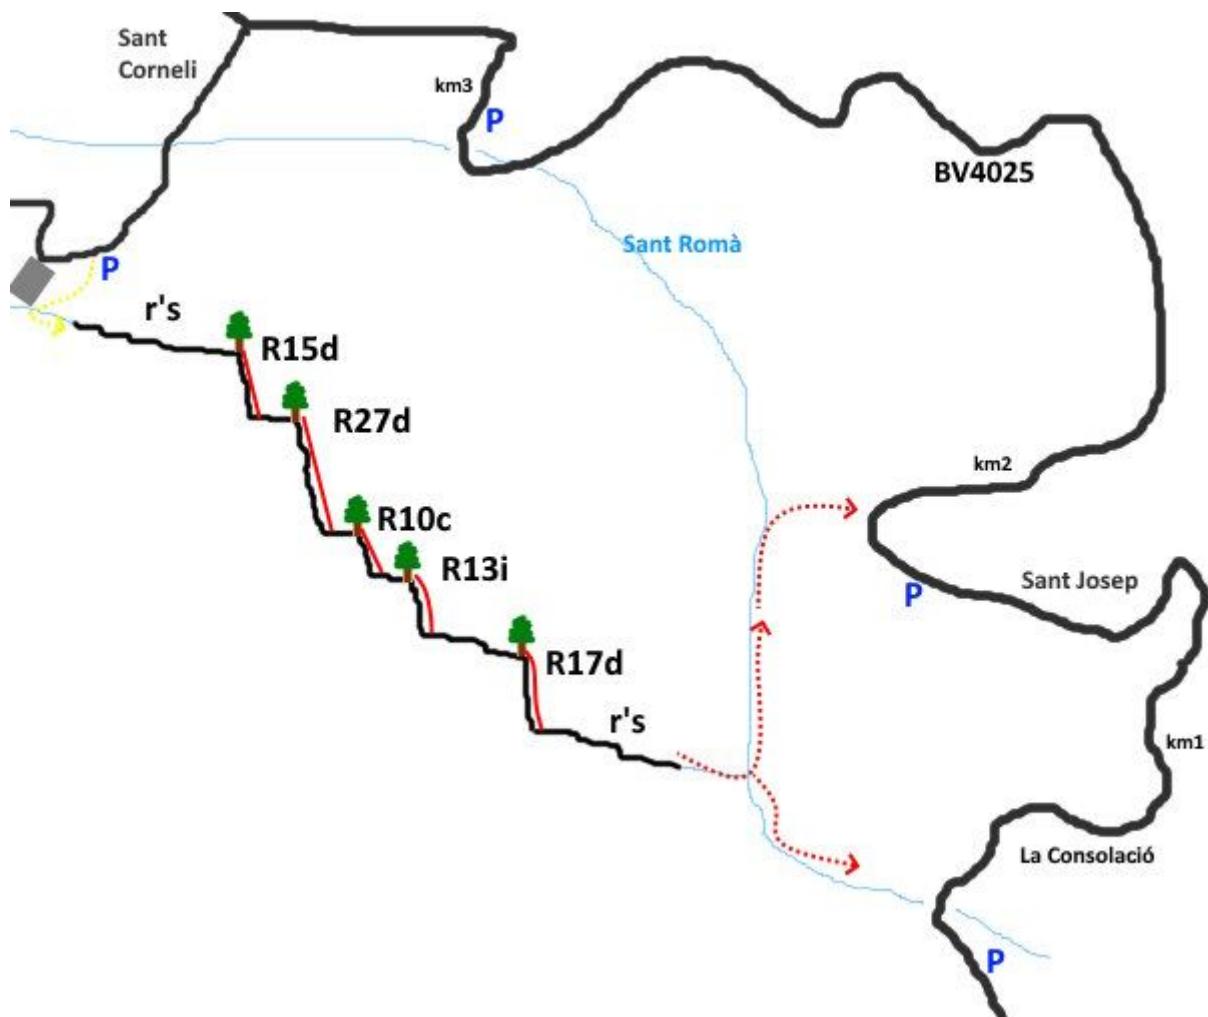 Sant
Corneli
km3
P
BV4025
Sant Romà
P
r's
R15d
R27d
km2
R10c
R13i
Sant Josep
P
R17d
r's
km1
La Consolació
P